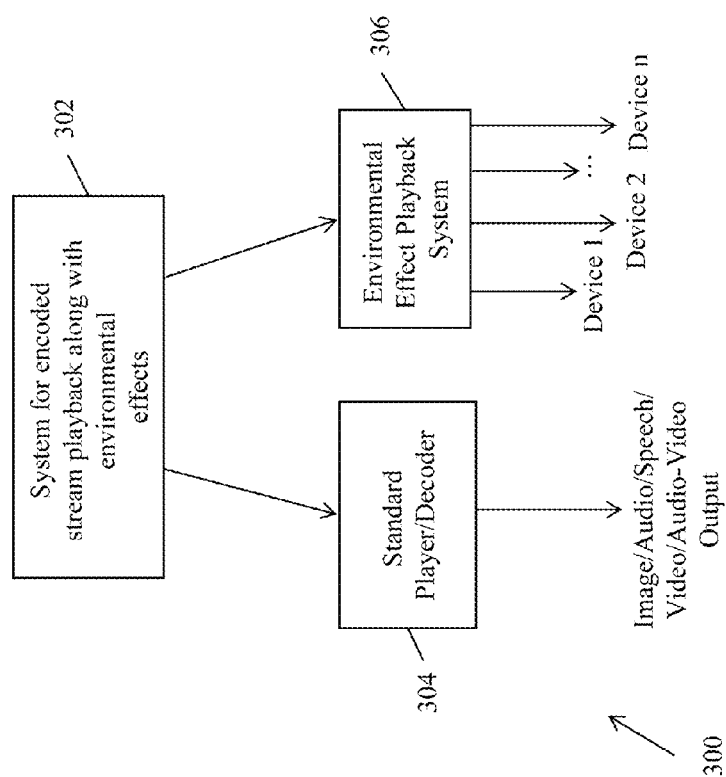 302
System for encoded
stream playback along with
environmental
effects
306
Environmental
Effect Playback
System
Device 1
Device 2
...
Device n
304
Standard
Player/Decoder
Image/Audio/Speech/
Video/Audio-Video
Output
300